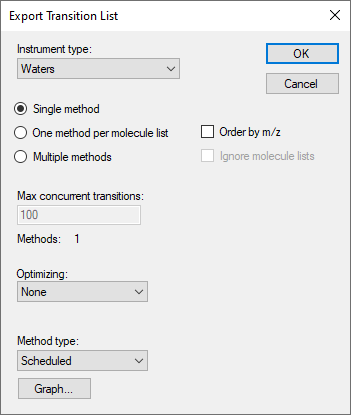 Export Transition List
Instrument type:
Waters
OK
Cancel
Single method
One method per molecule list
Order by m/z
Multiple methods
Ignore molecule lists
Max concurrent transitions:
100
Methods: 1
Optimizing:
None
Method type:
Scheduled
Graph...